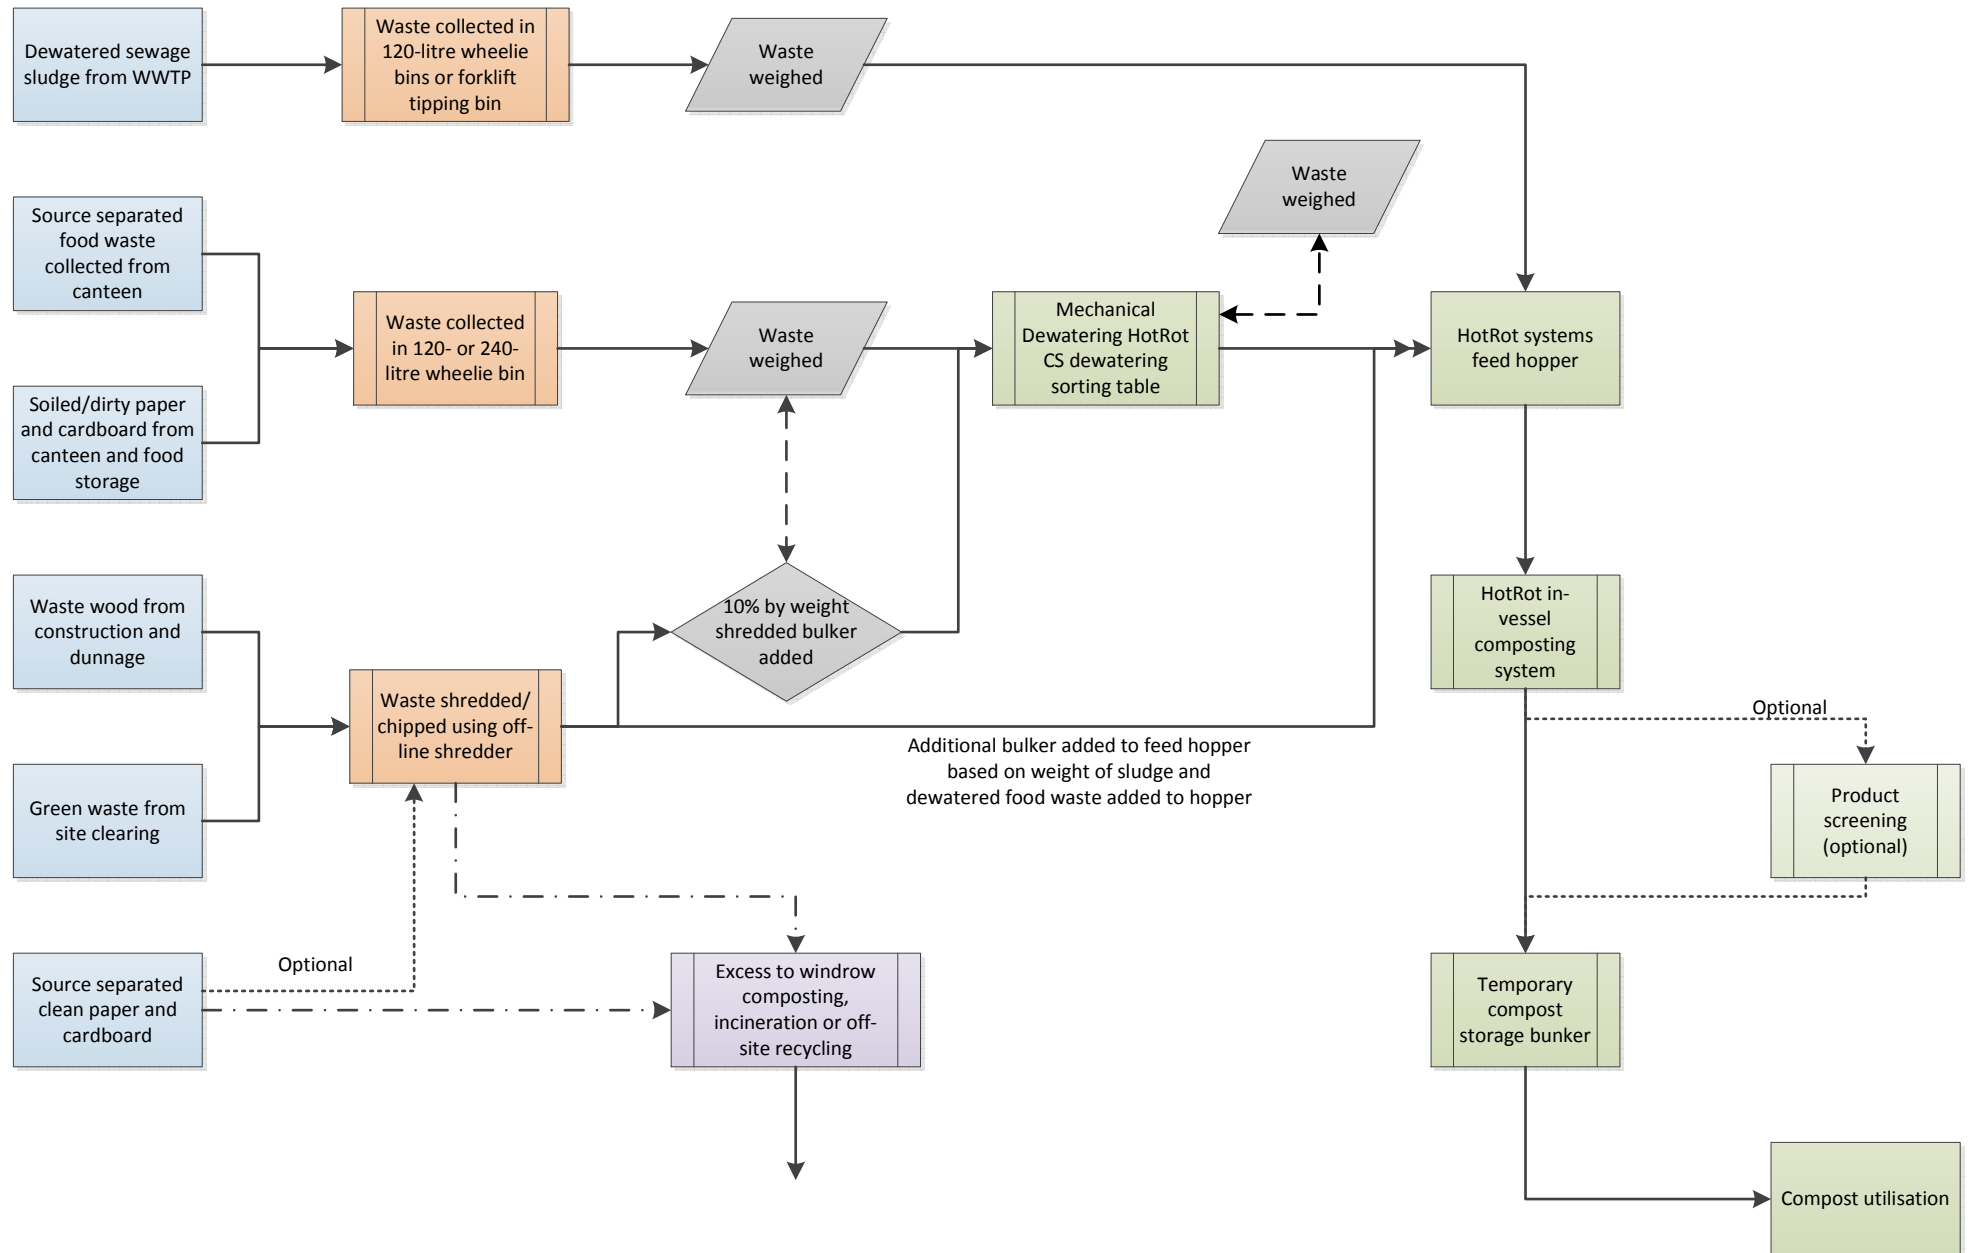 Dewatered sewage
sludge from WWTP
Waste collected in
120-litre wheelie
bins or forklift
tipping bin
Waste
weighed
Waste
weighed
Source separated
food waste
collected from
canteen
Waste collected
in 120- or 240-
litre wheelie bin
Waste
weighed
Mechanical
Dewatering HotRot
CS dewatering
sorting table
HotRot systems
feed hopper
Soiled/dirty paper
and cardboard from
canteen and food
storage
Waste wood from
construction and
dunnage
10% by weight
shredded bulker
added
HotRot in-
vessel
composting
system
Waste shredded/
chipped using off-
line shredder
Optional
Additional bulker added to feed hopper
based on weight of sludge and
dewatered food waste added to hopper
Green waste from
site clearing
Product
screening
(optional)
Optional
Source separated
clean paper and
cardboard
Excess to windrow
composting,
incineration or off-
site recycling
Temporary
compost
storage bunker
Compost utilisation